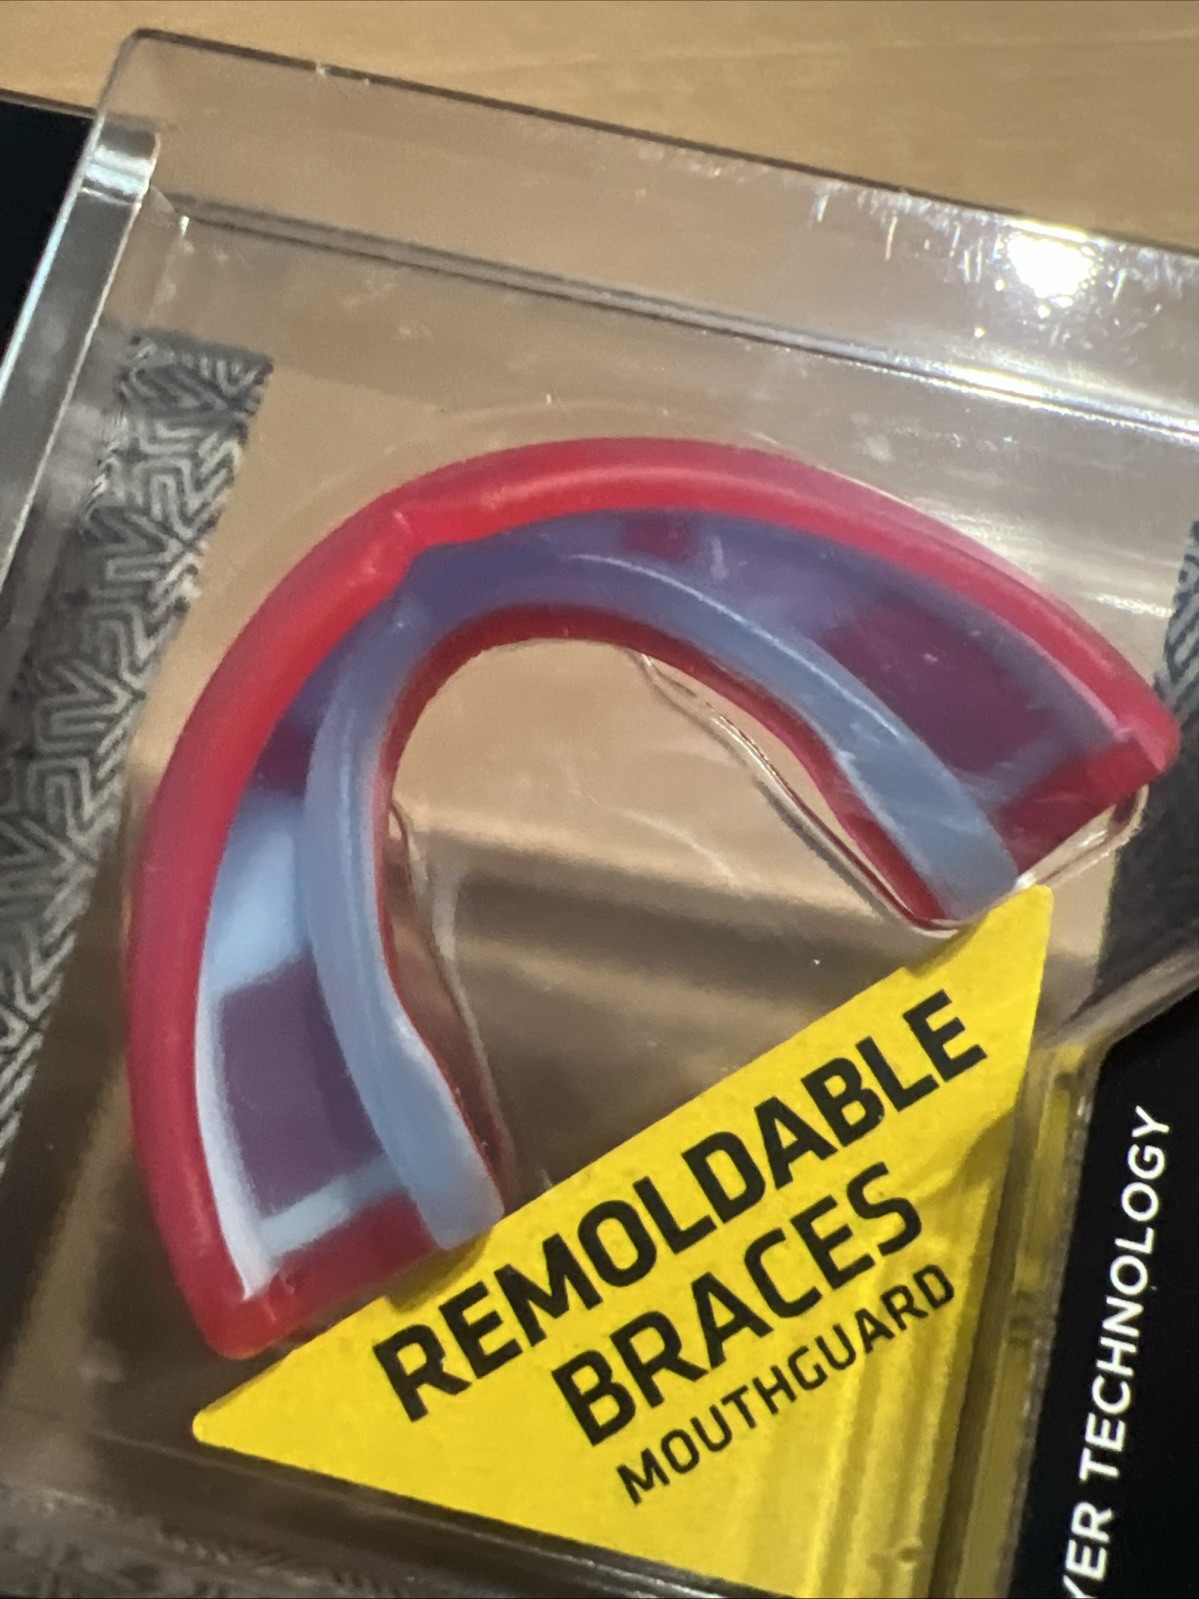 REMOLDABLE
BRACES
MOUTHGUARD
YER TECHNOLOGY